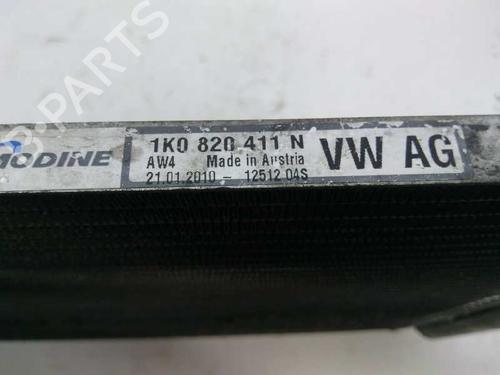 MODINE
1K0 820 411 N
AW4 Made in Austria
21.01.2010 - 12512 04S
VW AG
B-PARTS